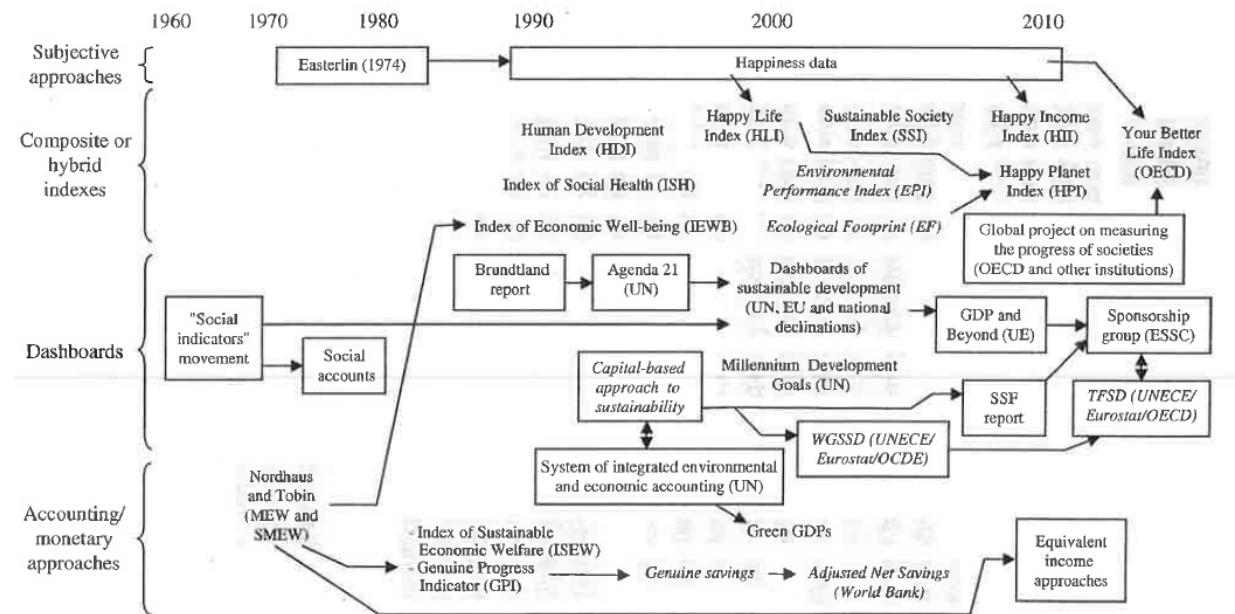 1960 1970 1980 1990 2000 2010
Subjective
approaches
Easterlin (1974)
Happiness data
Composite or
hybrid
indexes
Human Development
Index (HDI)
Happy Life
Index (HLI)
Sustainable Society
Index (SSI)
Happy Income
Index (HII)
Your Better
Life Index
(OECD)
Index of Social Health (ISH)
Environmental
Performance Index (EPI)
Happy Planet
Index (HPI)
Index of Economic Well-being (IEWB)
Ecological Footprint (EF)
Global project on measuring
the progress of societies
(OECD and other institutions)
Dashboards
"Social
indicators"
movement
Social
accounts
Brundtland
report
Agenda 21
(UN)
Dashboards of
sustainable development
(UN, EU and national
declinations)
GDP and
Beyond (UE)
Sponsorship
group (ESSC)
Capital-based
approach to
sustainability
Millennium Development
Goals (UN)
SSF
report
TFSD (UNECE/
Eurostat/OECD)
WGSSD (UNECE/
Eurostat/OCDE)
System of integrated environmental
and economic accounting (UN)
Accounting/
monetary
approaches
Nordhaus
and Tobin
(MEW and
SMEW)
Green GDPs
- Index of Sustainable
Economic Welfare (ISEW)
- Genuine Progress
Indicator (GPI)
Genuine savings
Adjusted Net Savings
(World Bank)
Equivalent
income
approaches